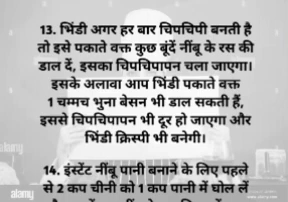 13. भिंडी अगर हर बार चिपचिपी बनती है
तो इसे पकाते वक्त कुछ बूंदें नींबू के रस की
डाल दें, इसका चिपचिपापन चला जाएगा।
इसके अलावा आप भिंडी पकाते वक्त
1 चम्मच भुना बेसन भी डाल सकती हैं,
इससे चिपचिपापन भी दूर हो जाएगा और
भिंडी क्रिस्पी भी बनेगी।
14. इंस्टेंट नींबू पानी बनाने के लिए पहले
से 2 कप चीनी को 1 कप पानी में घोल लें
alamy